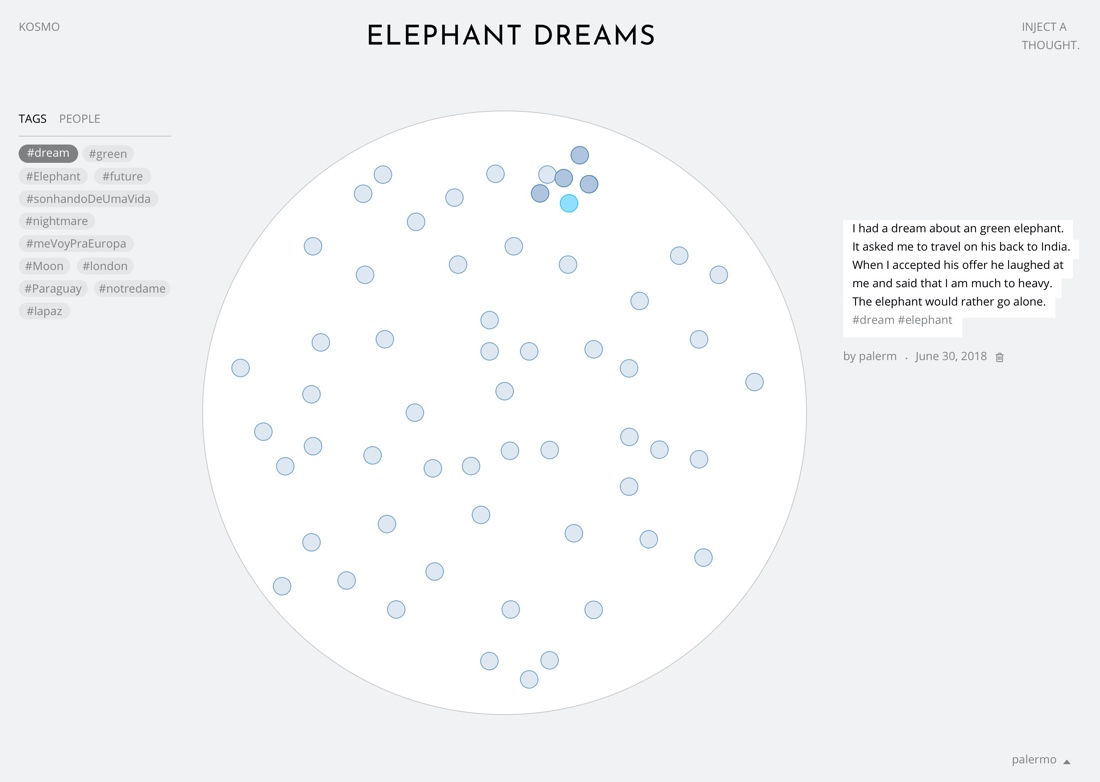 KOSMO
ELEPHANT DREAMS
INJECT A
THOUGHT.
TAGS PEOPLE
#dream #green
#Elephant #future
#sonhandoDeUmaVida
#nightmare
#meVoyPraEuropa
#Moon #london
#Paraguay #notredame
#lapaz
I had a dream about an green elephant.
It asked me to travel on his back to India.
When I accepted his offer he laughed at
me and said that I am much to heavy.
The elephant would rather go alone.
#dream #elephant
by palerm . June 30, 2018
palermo